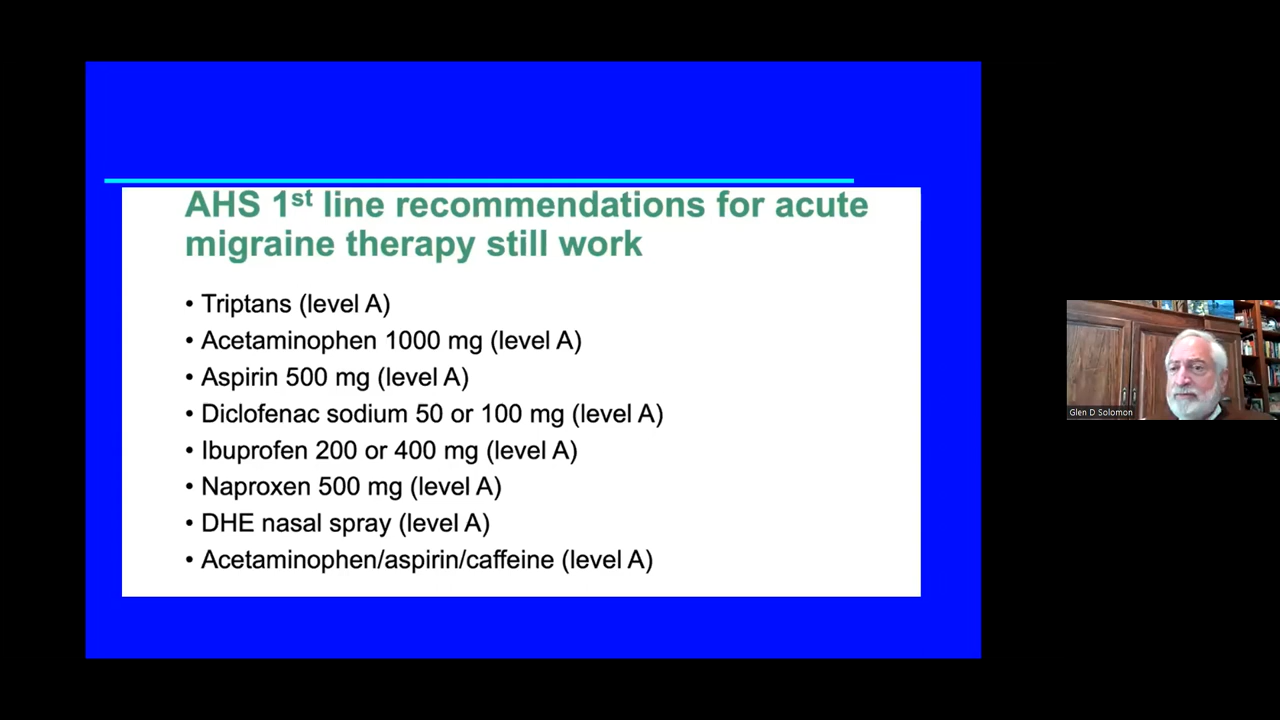 AHS 1st line recommendations for acute
migraine therapy still work
• Triptans (level A)
• Acetaminophen 1000 mg (level A)
• Aspirin 500 mg (level A)
• Diclofenac sodium 50 or 100 mg (level A)
• Ibuprofen 200 or 400 mg (level A)
• Naproxen 500 mg (level A)
• DHE nasal spray (level A)
• Acetaminophen/aspirin/caffeine (level A)
Glen D Solomon